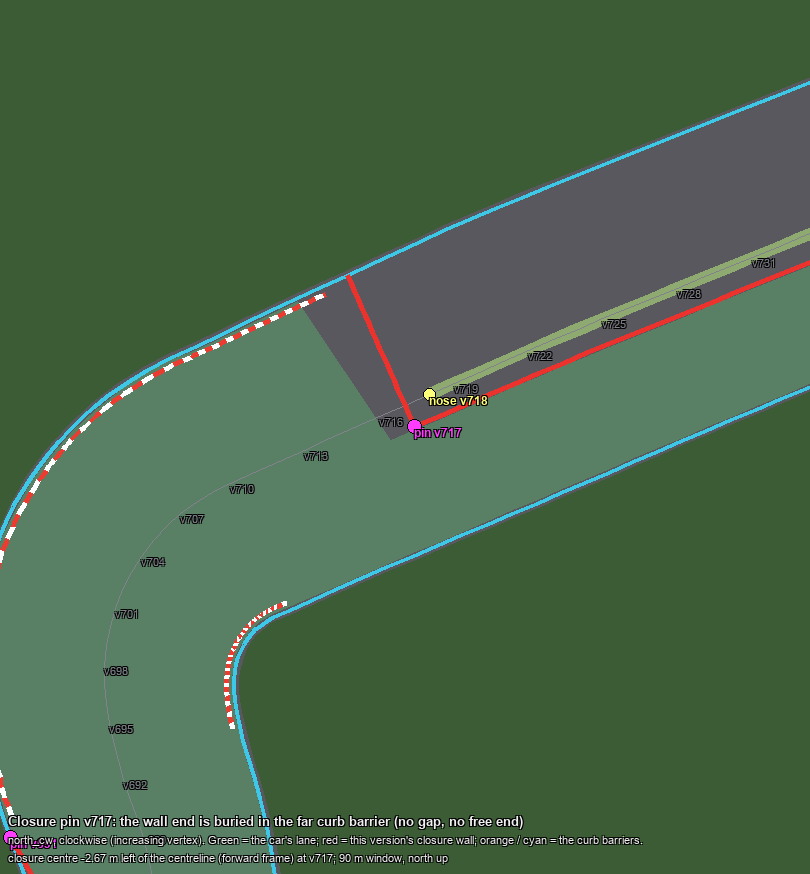 v731
v728
v725
v722
v719
nose v718
v716
pin v717
v713
v710
v707
v704
v701
v698
v695
v692
Closure pin v717: the wall end is buried in the far curb barrier (no gap, no free end)
north_cw, clockwise (increasing vertex). Green = the car's lane; red = this version's closure wall; orange / cyan = the curb barriers.
closure centre -2.67 m left of the centreline (forward frame) at v717; 90 m window, north up